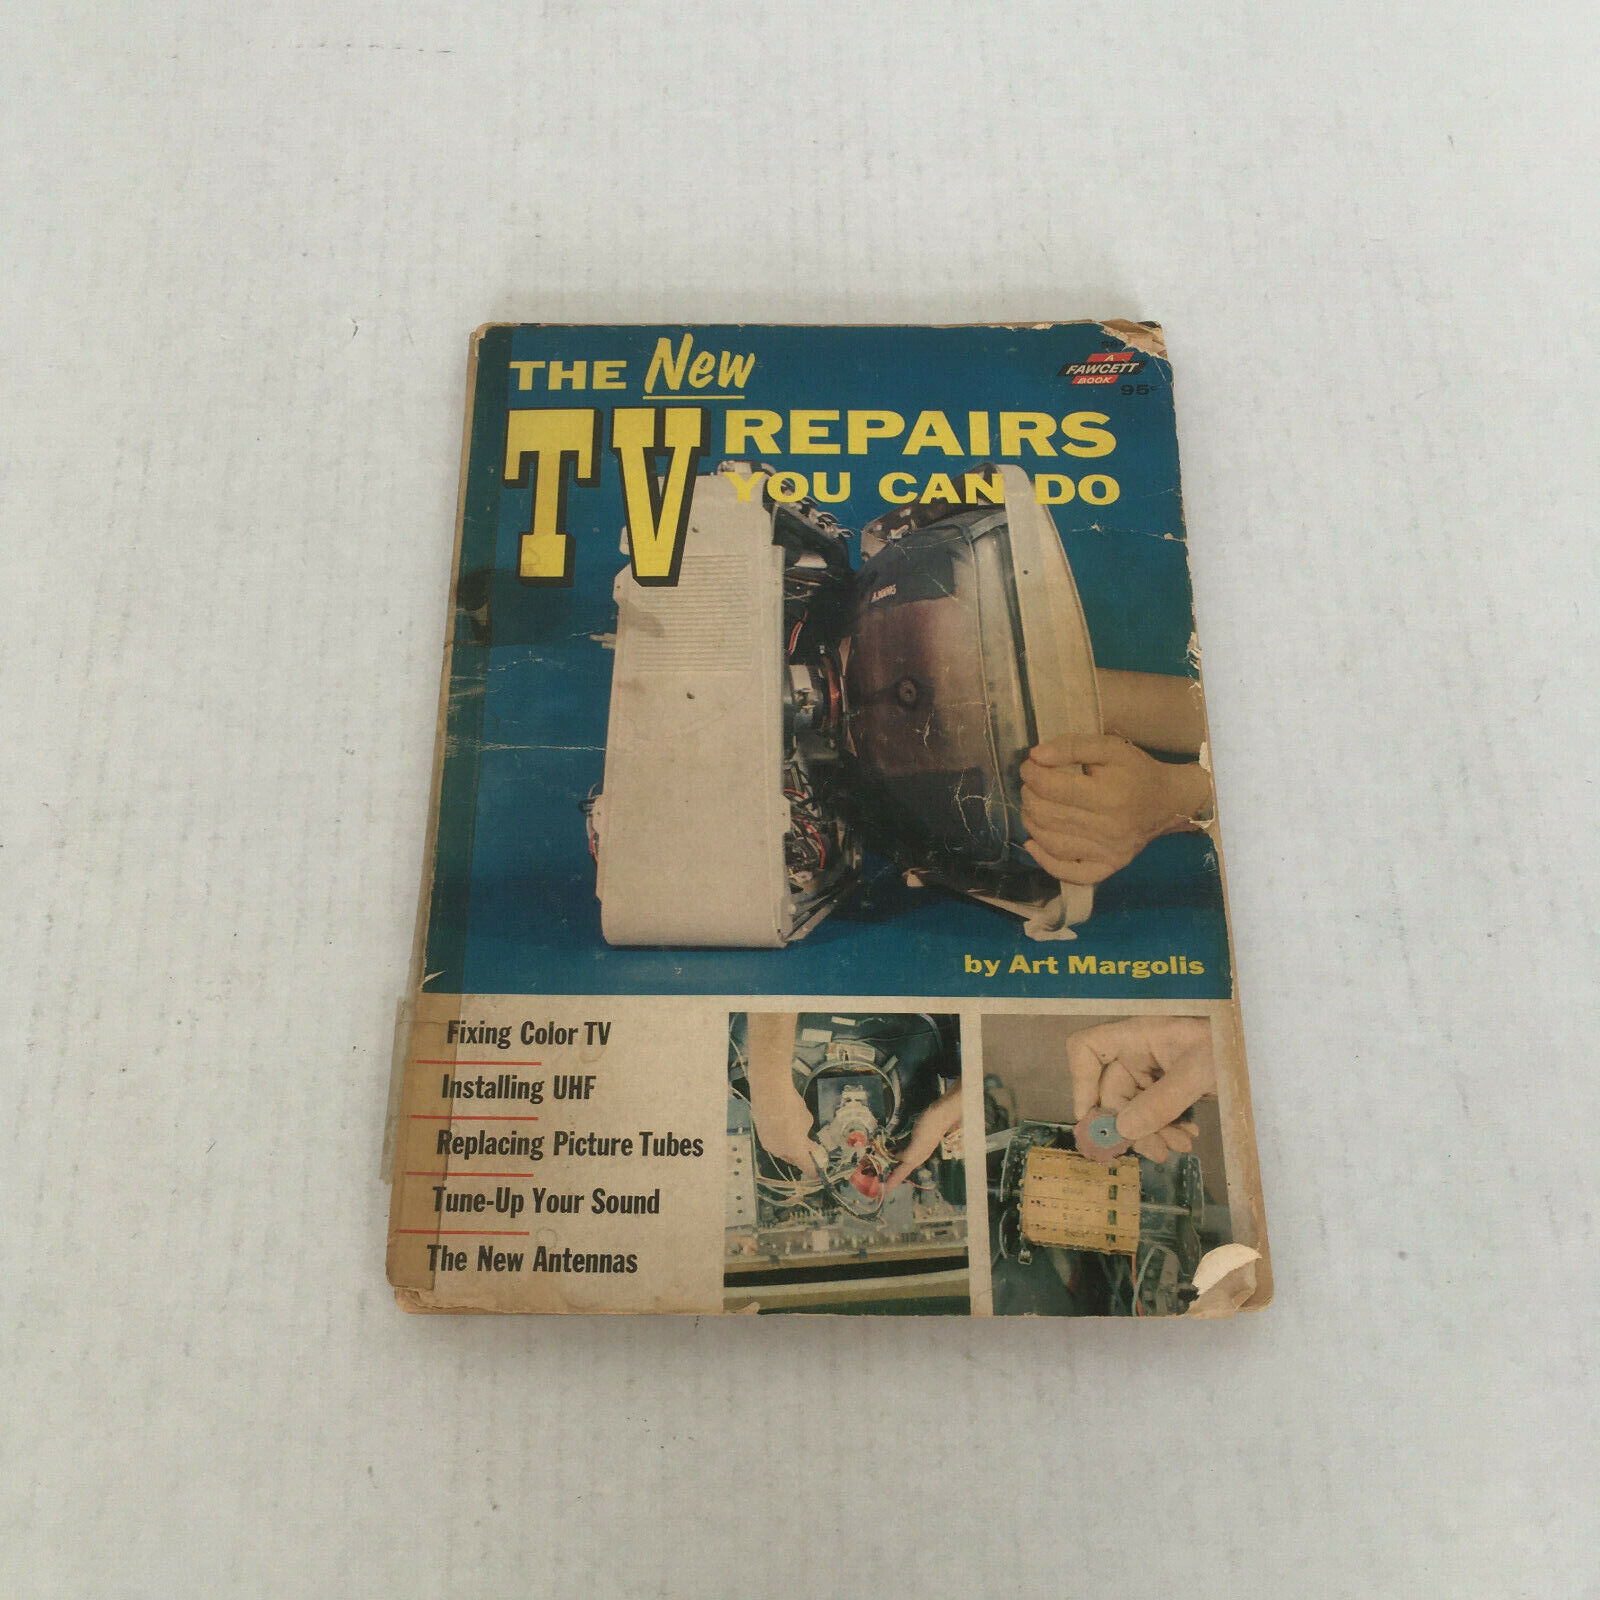 THE New
TV REPAIRS
YOU CAN DO
A
FAWCETT
BOOK
95¢
by Art Margolis
Fixing Color TV
Installing UHF
Replacing Picture Tubes
Tune-Up Your Sound
The New Antennas